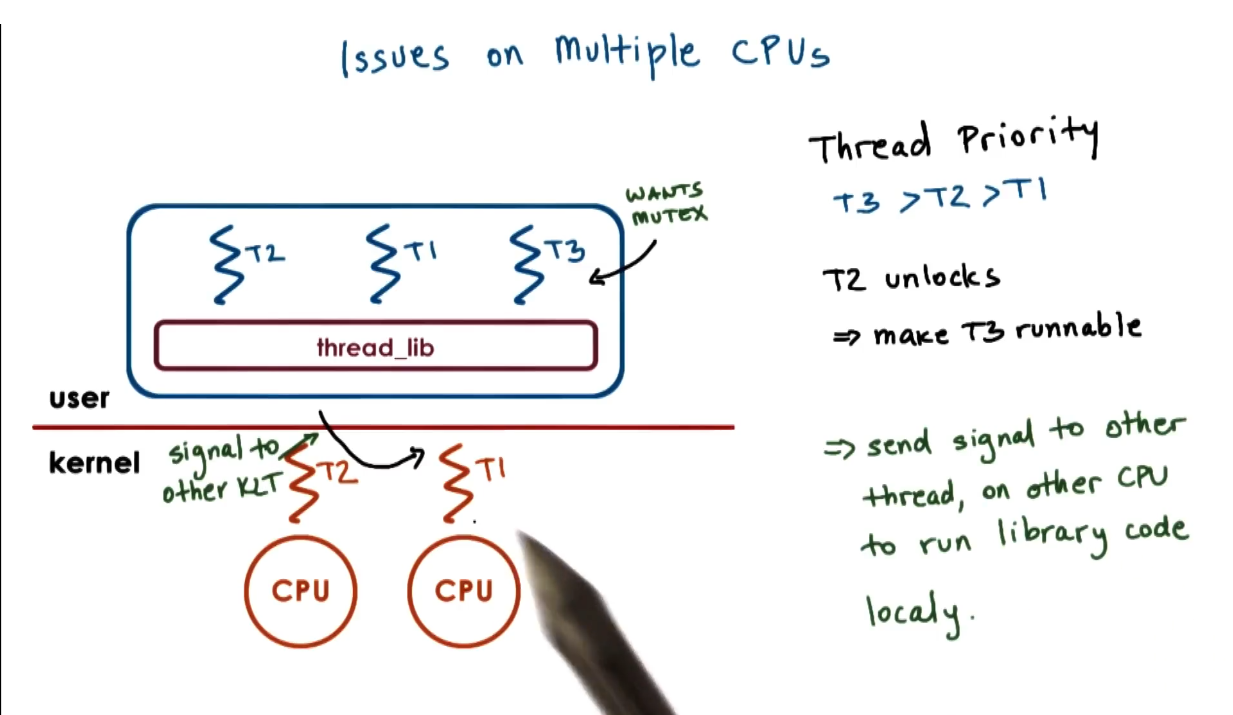 Issues on Multiple CPUs
Thread Priority
T3 > T2 > T1
WANTS
MUTEX
T2
T1
T3
thread_lib
T2 unlocks
⇒ make T3 runnable
user
kernel
signal to
other KLT
T2
T1
CPU
CPU
⇒ send signal to other
thread, on other CPU
to run library code
localy.